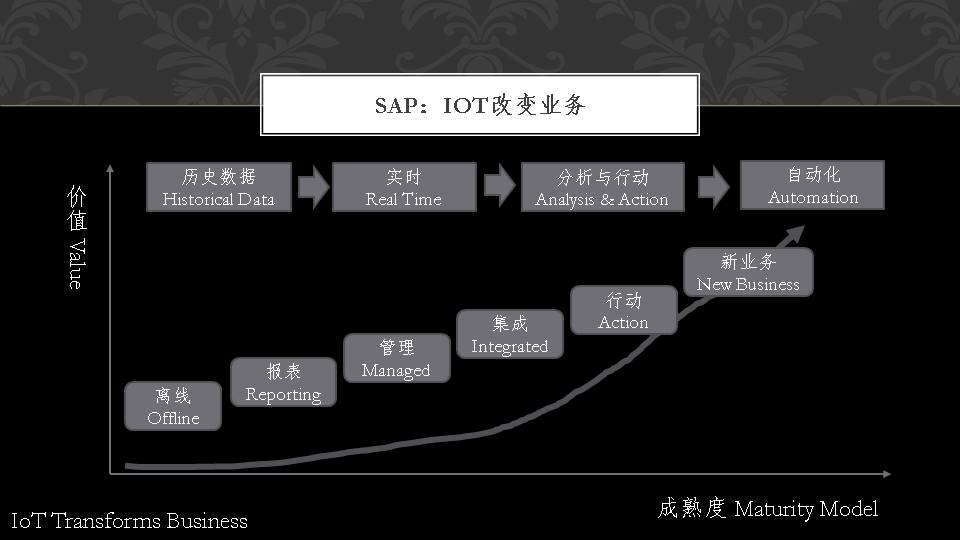 SAP：IOT改变业务
历史数据
Historical Data
实时
Real Time
分析与行动
Analysis & Action
自动化
Automation
价值 Value
新业务
New Business
行动
Action
集成
Integrated
管理
Managed
报表
Reporting
离线
Offline
成熟度 Maturity Model
IoT Transforms Business